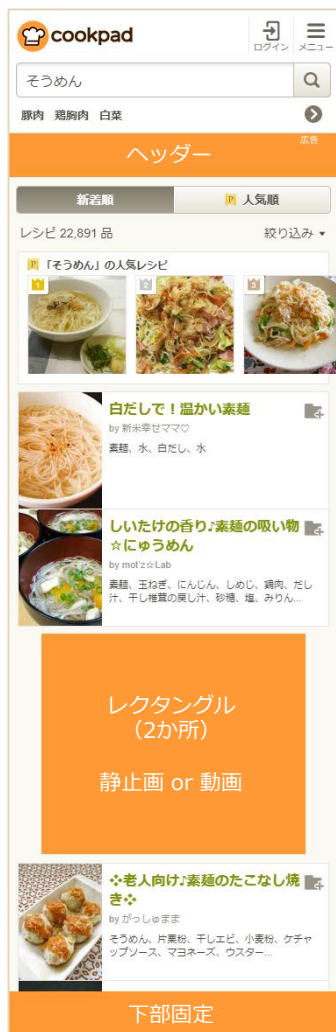 cookpad
ログイン
メニュー
そうめん
豚肉 鶏胸肉 白菜
広告
ヘッダー
新着順
P 人気順
レシピ 22,891 品
絞り込み ▼
P 「そうめん」の人気レシピ
1
2
3
白だしで!温かい素麺
by 新米幸せママ♡
素麺、水、白だし、水
しいたけの香り♪素麺の吸い物
☆にゅうめん
by mot'z☆Lab
素麺、玉ねぎ、にんじん、しめじ、鶏肉、だし
汁、干し椎茸の戻し汁、砂糖、塩、みりん...
レクタングル
(2か所)
静止画 or 動画
❖老人向け♪素麺のたこなし焼
き❖
by がっしゅまま
そうめん、片栗粉、干しエビ、小麦粉、ケチャ
ップソース、マヨネーズ、ウスター...
下部固定